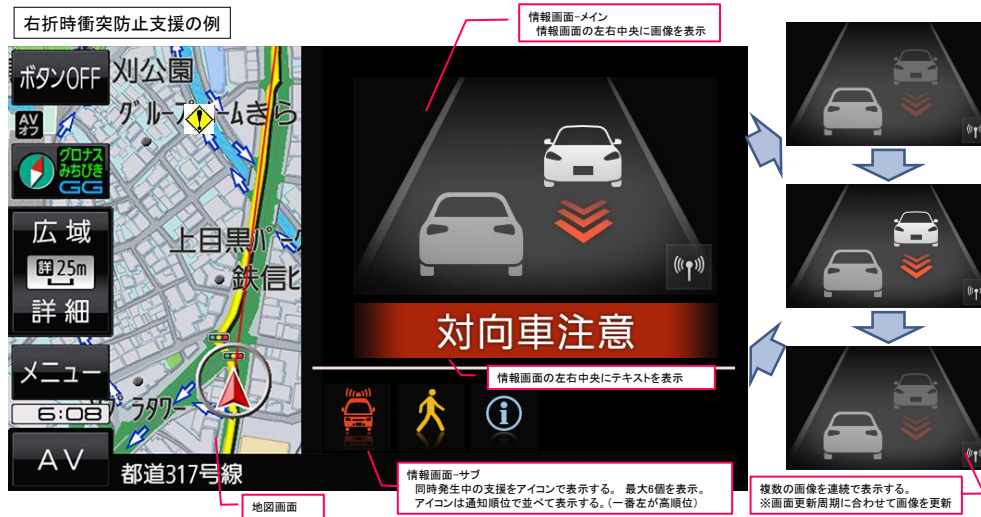 右折時衝突防止支援の例
情報画面−メイン
情報画面の左右中央に画像を表示
ボタンOFF
刈公園
AV
オフ
グロナス
みちびき
GG
広域
詳25m
詳細
上目黒パーク
鉄信ビ
対向車注意
情報画面の左右中央にテキストを表示
メニュー
6:08
プラタワー
597-
AV
都道317号線
地図画面
情報画面−サブ
同時発生中の支援をアイコンで表示する。 最大6個を表示。
アイコンは通知順位で並べて表示する。(一番左が高順位)
複数の画像を連続で表示する。
※画面更新周期に合わせて画像を更新